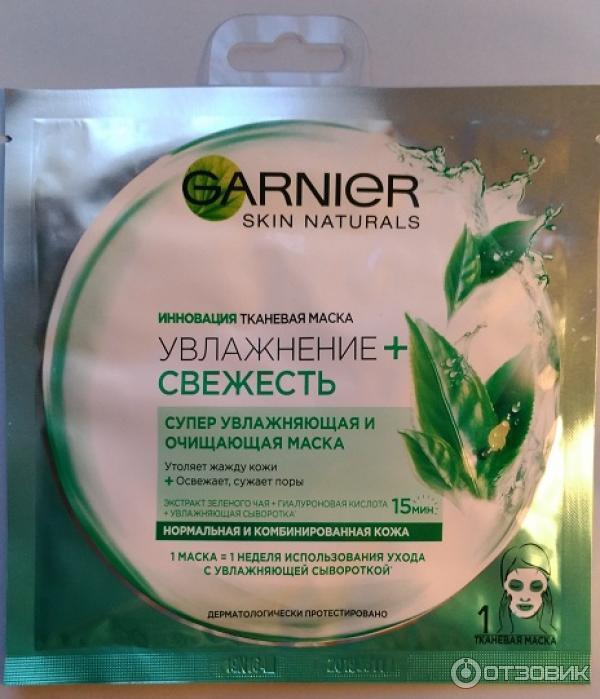 GARNIER
SKIN NATURALS
ИННОВАЦИЯ ТКАНЕВАЯ МАСКА
УВЛАЖНЕНИЕ +
СВЕЖЕСТЬ
СУПЕР УВЛАЖНЯЮЩАЯ И
ОЧИЩАЮЩАЯ МАСКА
Утоляет жажду кожи
+ Освежает, сужает поры
ЭКСТРАКТ ЗЕЛЕНОГО ЧАЯ + ГИАЛУРОНОВАЯ КИСЛОТА
+ УВЛАЖНЯЮЩАЯ СЫВОРОТКА*
15 МИН.
НОРМАЛЬНАЯ И КОМБИНИРОВАННАЯ КОЖА
1 МАСКА = 1 НЕДЕЛЯ ИСПОЛЬЗОВАНИЯ УХОДА
С УВЛАЖНЯЮЩЕЙ СЫВОРОТКОЙ*
ДЕРМАТОЛОГИЧЕСКИ ПРОТЕСТИРОВАНО
1
ТКАНЕВАЯ МАСКА
ОТЗОВИК